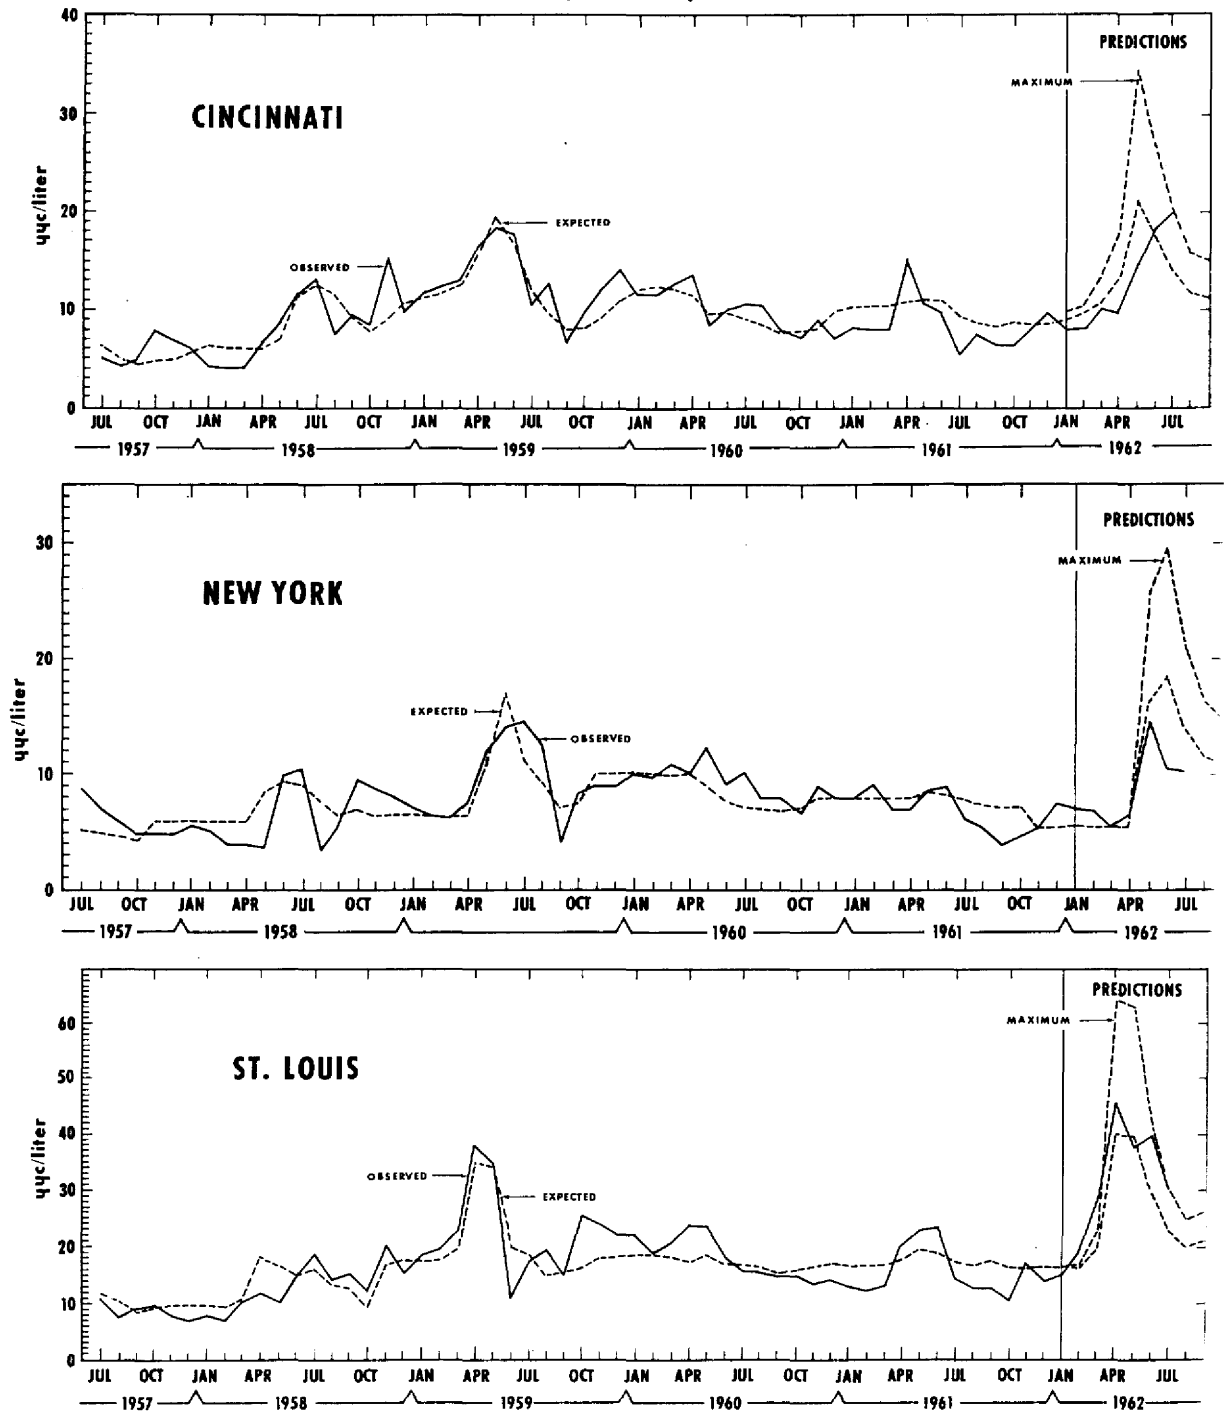 40
PREDICTIONS
MAXIMUM
30
CINCINNATI
μμc/liter
20
EXPECTED
OBSERVED
10
0
JUL OCT JAN APR JUL OCT JAN APR JUL OCT JAN APR JUL OCT JAN APR JUL OCT JAN APR JUL
1957 1958 1959 1960 1961 1962
PREDICTIONS
30
MAXIMUM
NEW YORK
20
μμc/liter
EXPECTED
OBSERVED
10
0
JUL OCT JAN APR JUL OCT JAN APR JUL OCT JAN APR JUL OCT JAN APR JUL OCT JAN APR JUL
1957 1958 1960 1961 1962
PREDICTIONS
60
MAXIMUM
ST. LOUIS
50
40
μμc/liter
OBSERVED
30
EXPECTED
20
10
0
JUL OCT JAN APR JUL OCT JAN APR JUL OCT JAN APR JUL OCT JAN APR JUL OCT JAN APR JUL
1957 1958 1959 1960 1961 1962